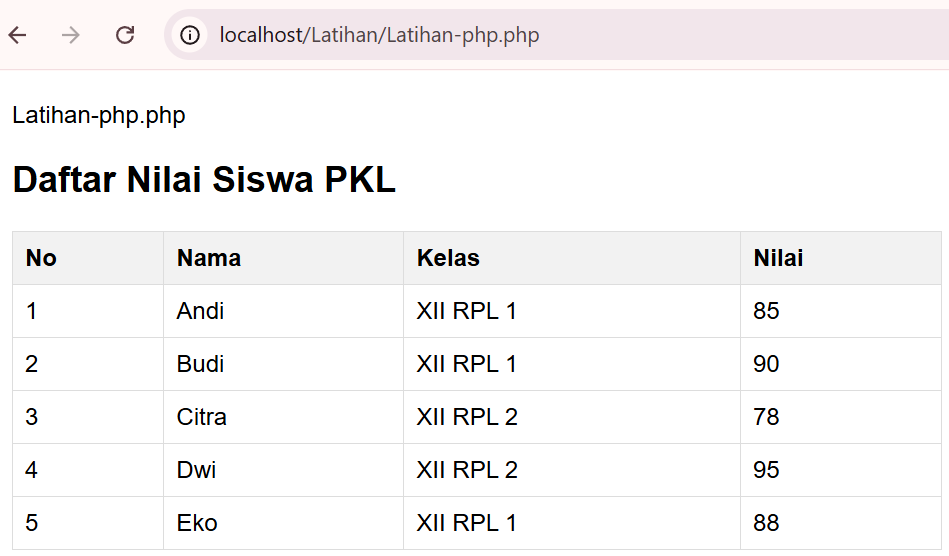 localhost/Latihan/Latihan-php.php
Latihan-php.php
Daftar Nilai Siswa PKL
No Nama Kelas Nilai
1 Andi XII RPL 1 85
2 Budi XII RPL 1 90
3 Citra XII RPL 2 78
4 Dwi XII RPL 2 95
5 Eko XII RPL 1 88